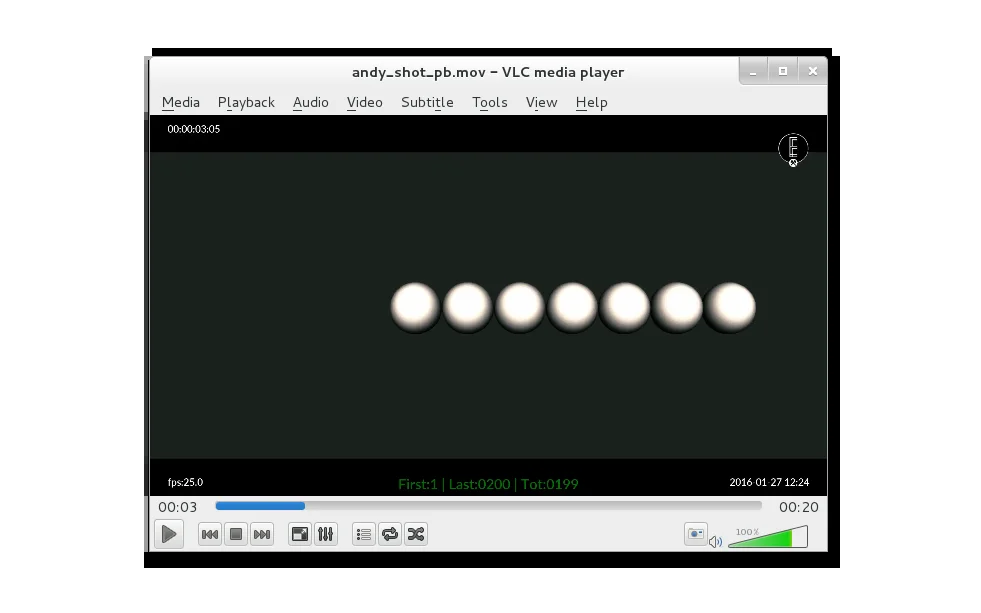 andy_shot_pb.mov – VLC media player
Media Playback Audio Video Subtitle Tools View Help
00:00:03:05
fps:25.0
First:1 | Last:0200 | Tot:0199
2016-01-27 12:24
00:03
00:20
100%